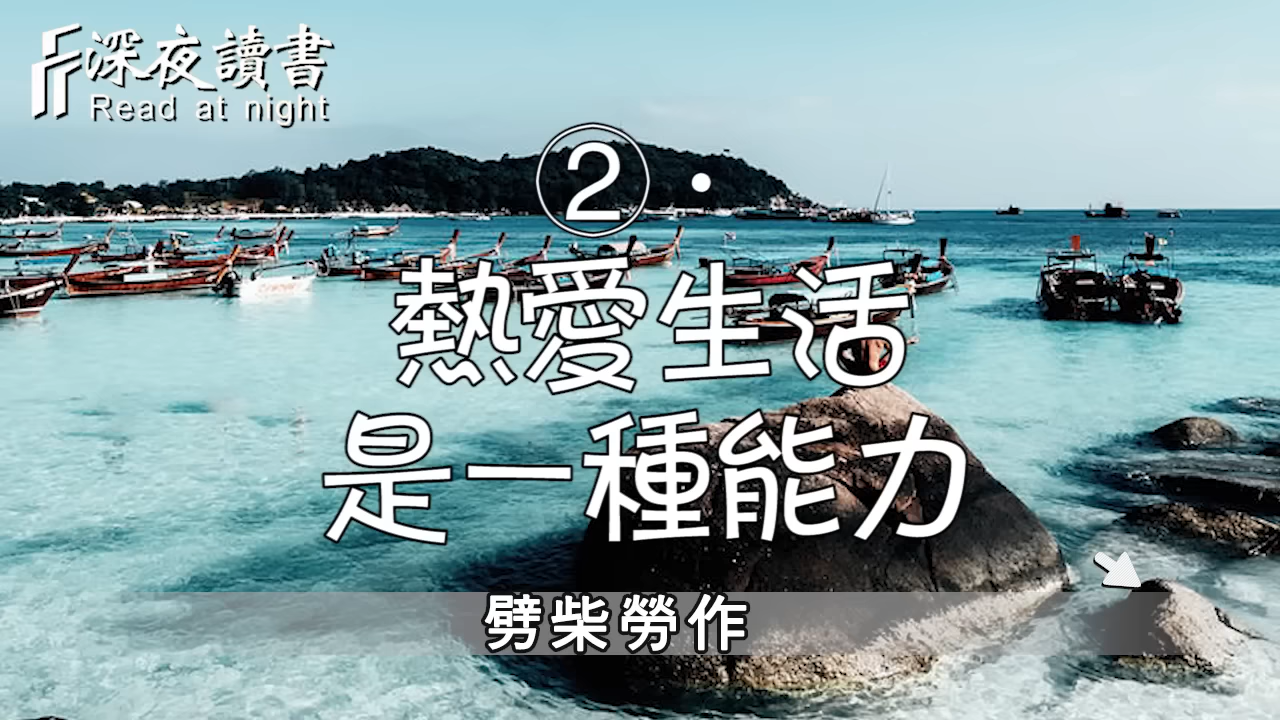 深夜讀書
Read at night
② ·
熱愛生活
是一種能力
劈柴勞作